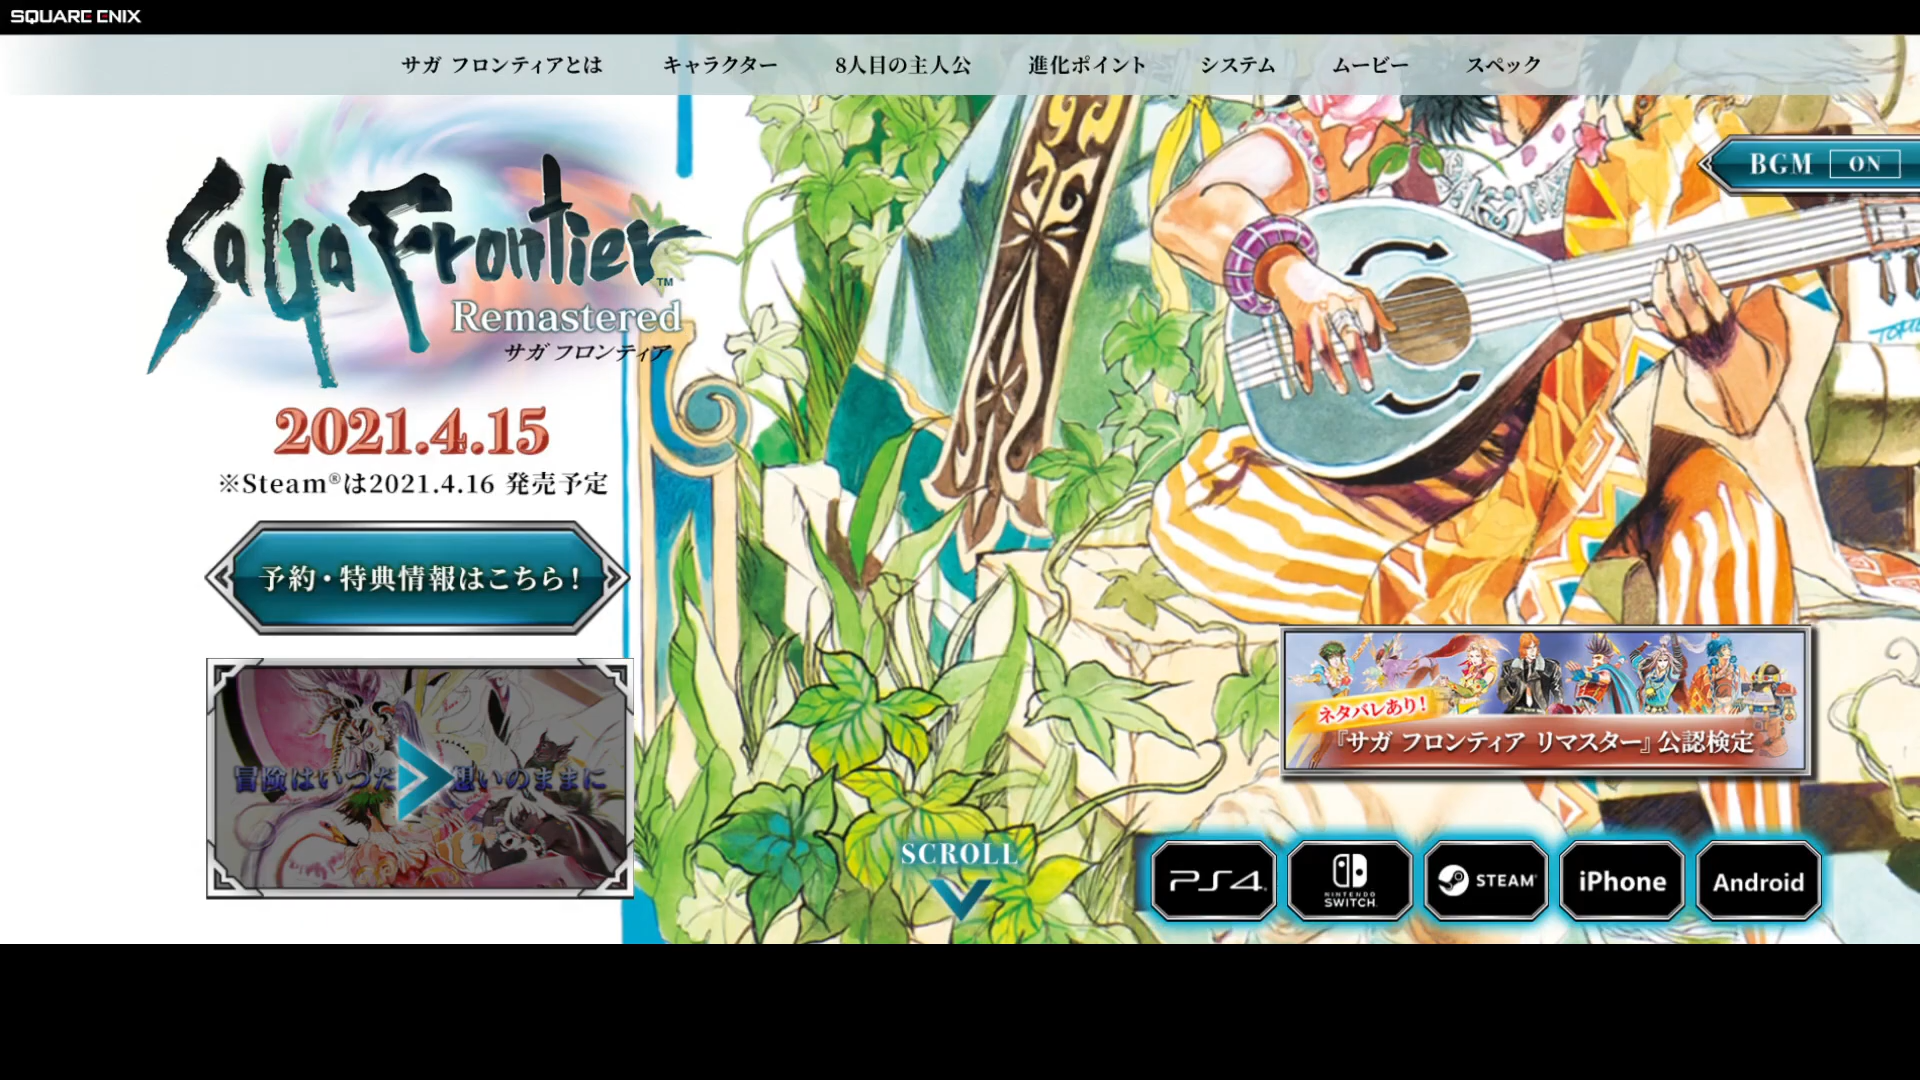 SQUARE ENIX
サガ フロンティアとは キャラクター 8人目の主人公 進化ポイント システム ムービー スペック
BGM ON
SaGa Frontier™
Remastered
サガ フロンティア
2021.4.15
※Steam®は2021.4.16 発売予定
予約・特典情報はこちら!
冒険はいつだ 想いのままに
ネタバレあり!
『サガ フロンティア リマスター』公認検定
SCROLL
PS4 NINTENDO SWITCH STEAM iPhone Android